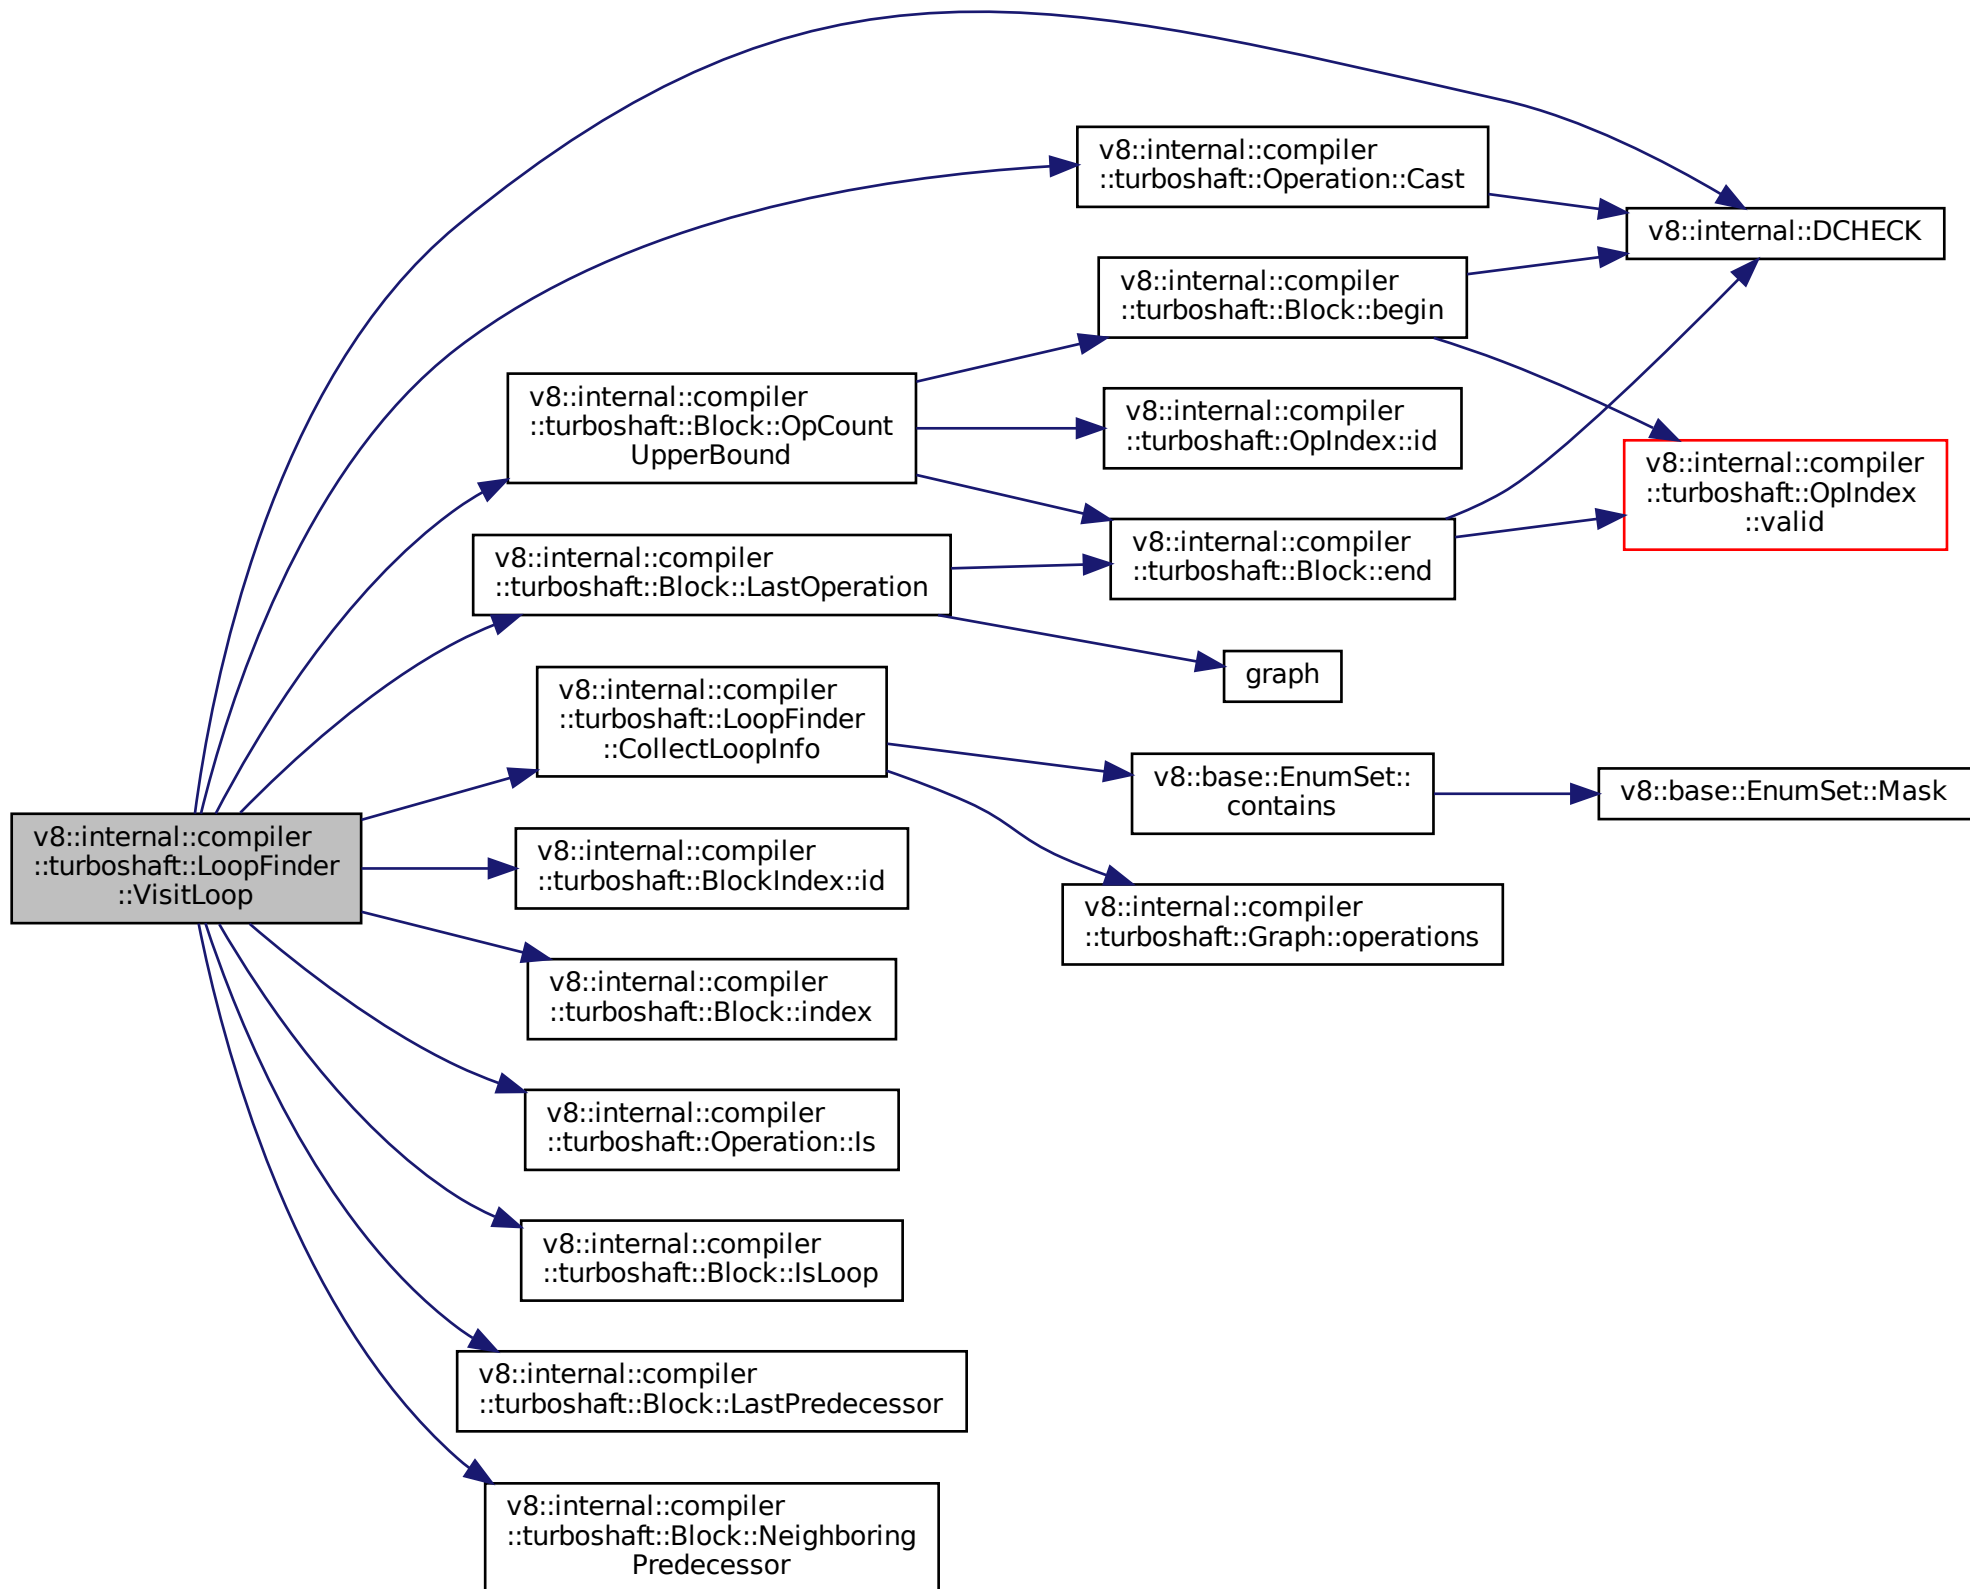 v8::internal::compiler
::turboshaft::LoopFinder
::VisitLoop
v8::internal::compiler
::turboshaft::Operation::Cast
v8::internal::DCHECK
v8::internal::compiler
::turboshaft::Block::begin
v8::internal::compiler
::turboshaft::Block::OpCount
UpperBound
v8::internal::compiler
::turboshaft::OpIndex::id
v8::internal::compiler
::turboshaft::OpIndex
::valid
v8::internal::compiler
::turboshaft::Block::end
v8::internal::compiler
::turboshaft::Block::LastOperation
graph
v8::internal::compiler
::turboshaft::LoopFinder
::CollectLoopInfo
v8::base::EnumSet::
contains
v8::base::EnumSet::Mask
v8::internal::compiler
::turboshaft::Graph::operations
v8::internal::compiler
::turboshaft::BlockIndex::id
v8::internal::compiler
::turboshaft::Block::index
v8::internal::compiler
::turboshaft::Operation::Is
v8::internal::compiler
::turboshaft::Block::IsLoop
v8::internal::compiler
::turboshaft::Block::LastPredecessor
v8::internal::compiler
::turboshaft::Block::Neighboring
Predecessor